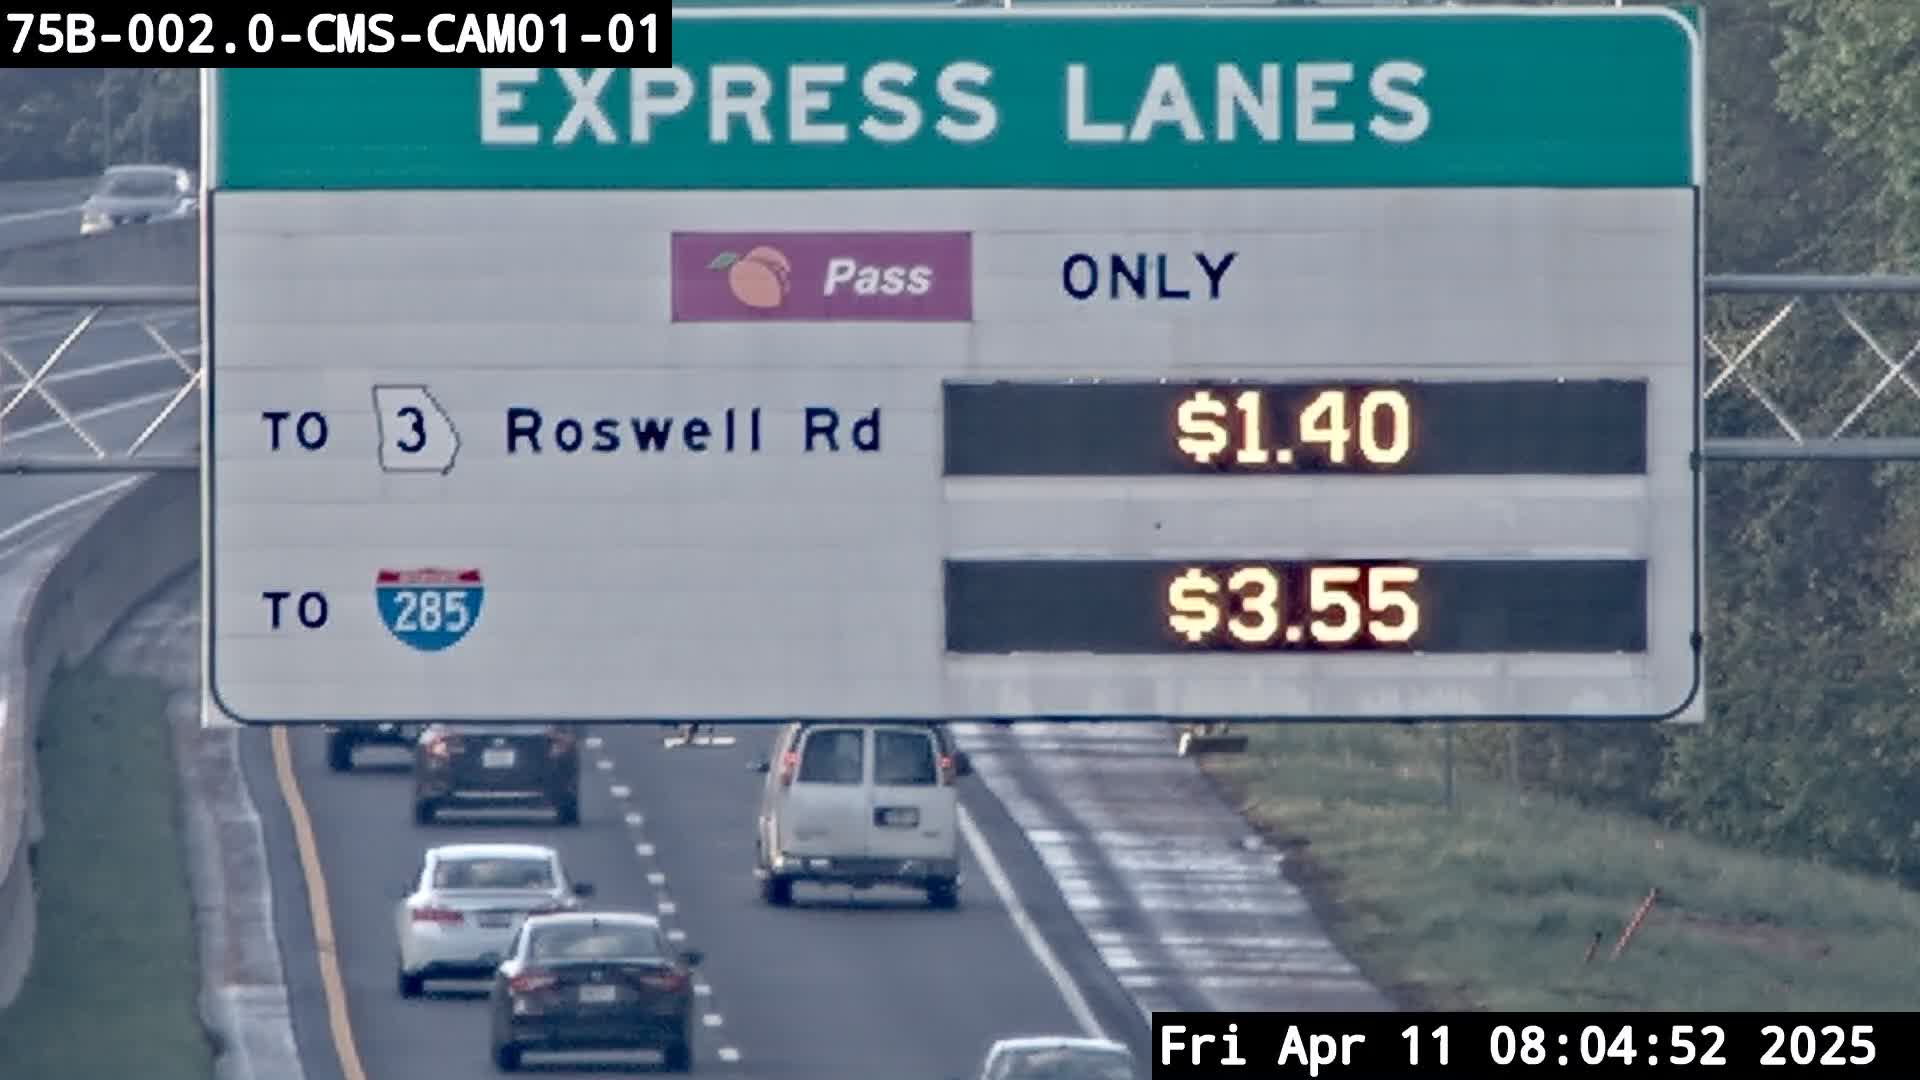 75B-002.0-CMS-CAM01-01
EXPRESS LANES
Pass ONLY
TO 3 Roswell Rd $1.40
TO 285 $3.55
Fri Apr 11 08:04:52 2025